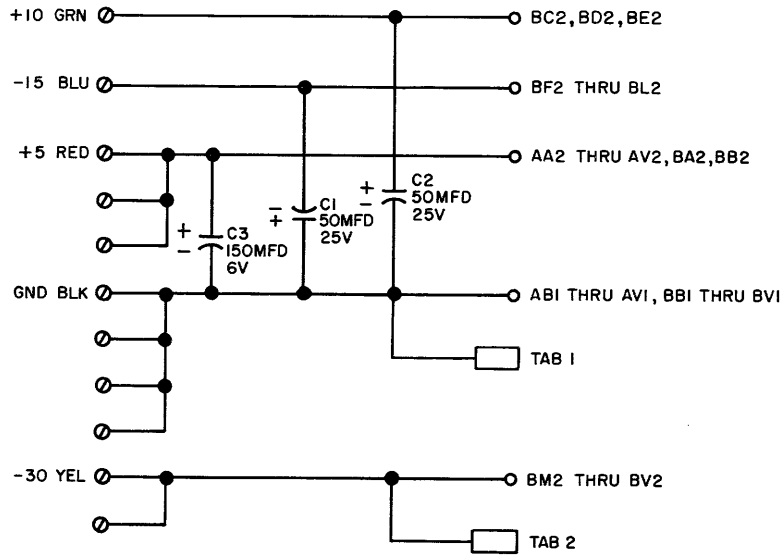 +10 GRN
BC2, BD2, BE2
-15 BLU
BF2 THRU BL2
+5 RED
AA2 THRU AV2, BA2, BB2
+
-
C3
150MFD
6V
-
+
C1
50MFD
25V
+
-
C2
50MFD
25V
GND BLK
AB1 THRU AV1, BB1 THRU BV1
TAB 1
-30 YEL
BM2 THRU BV2
TAB 2